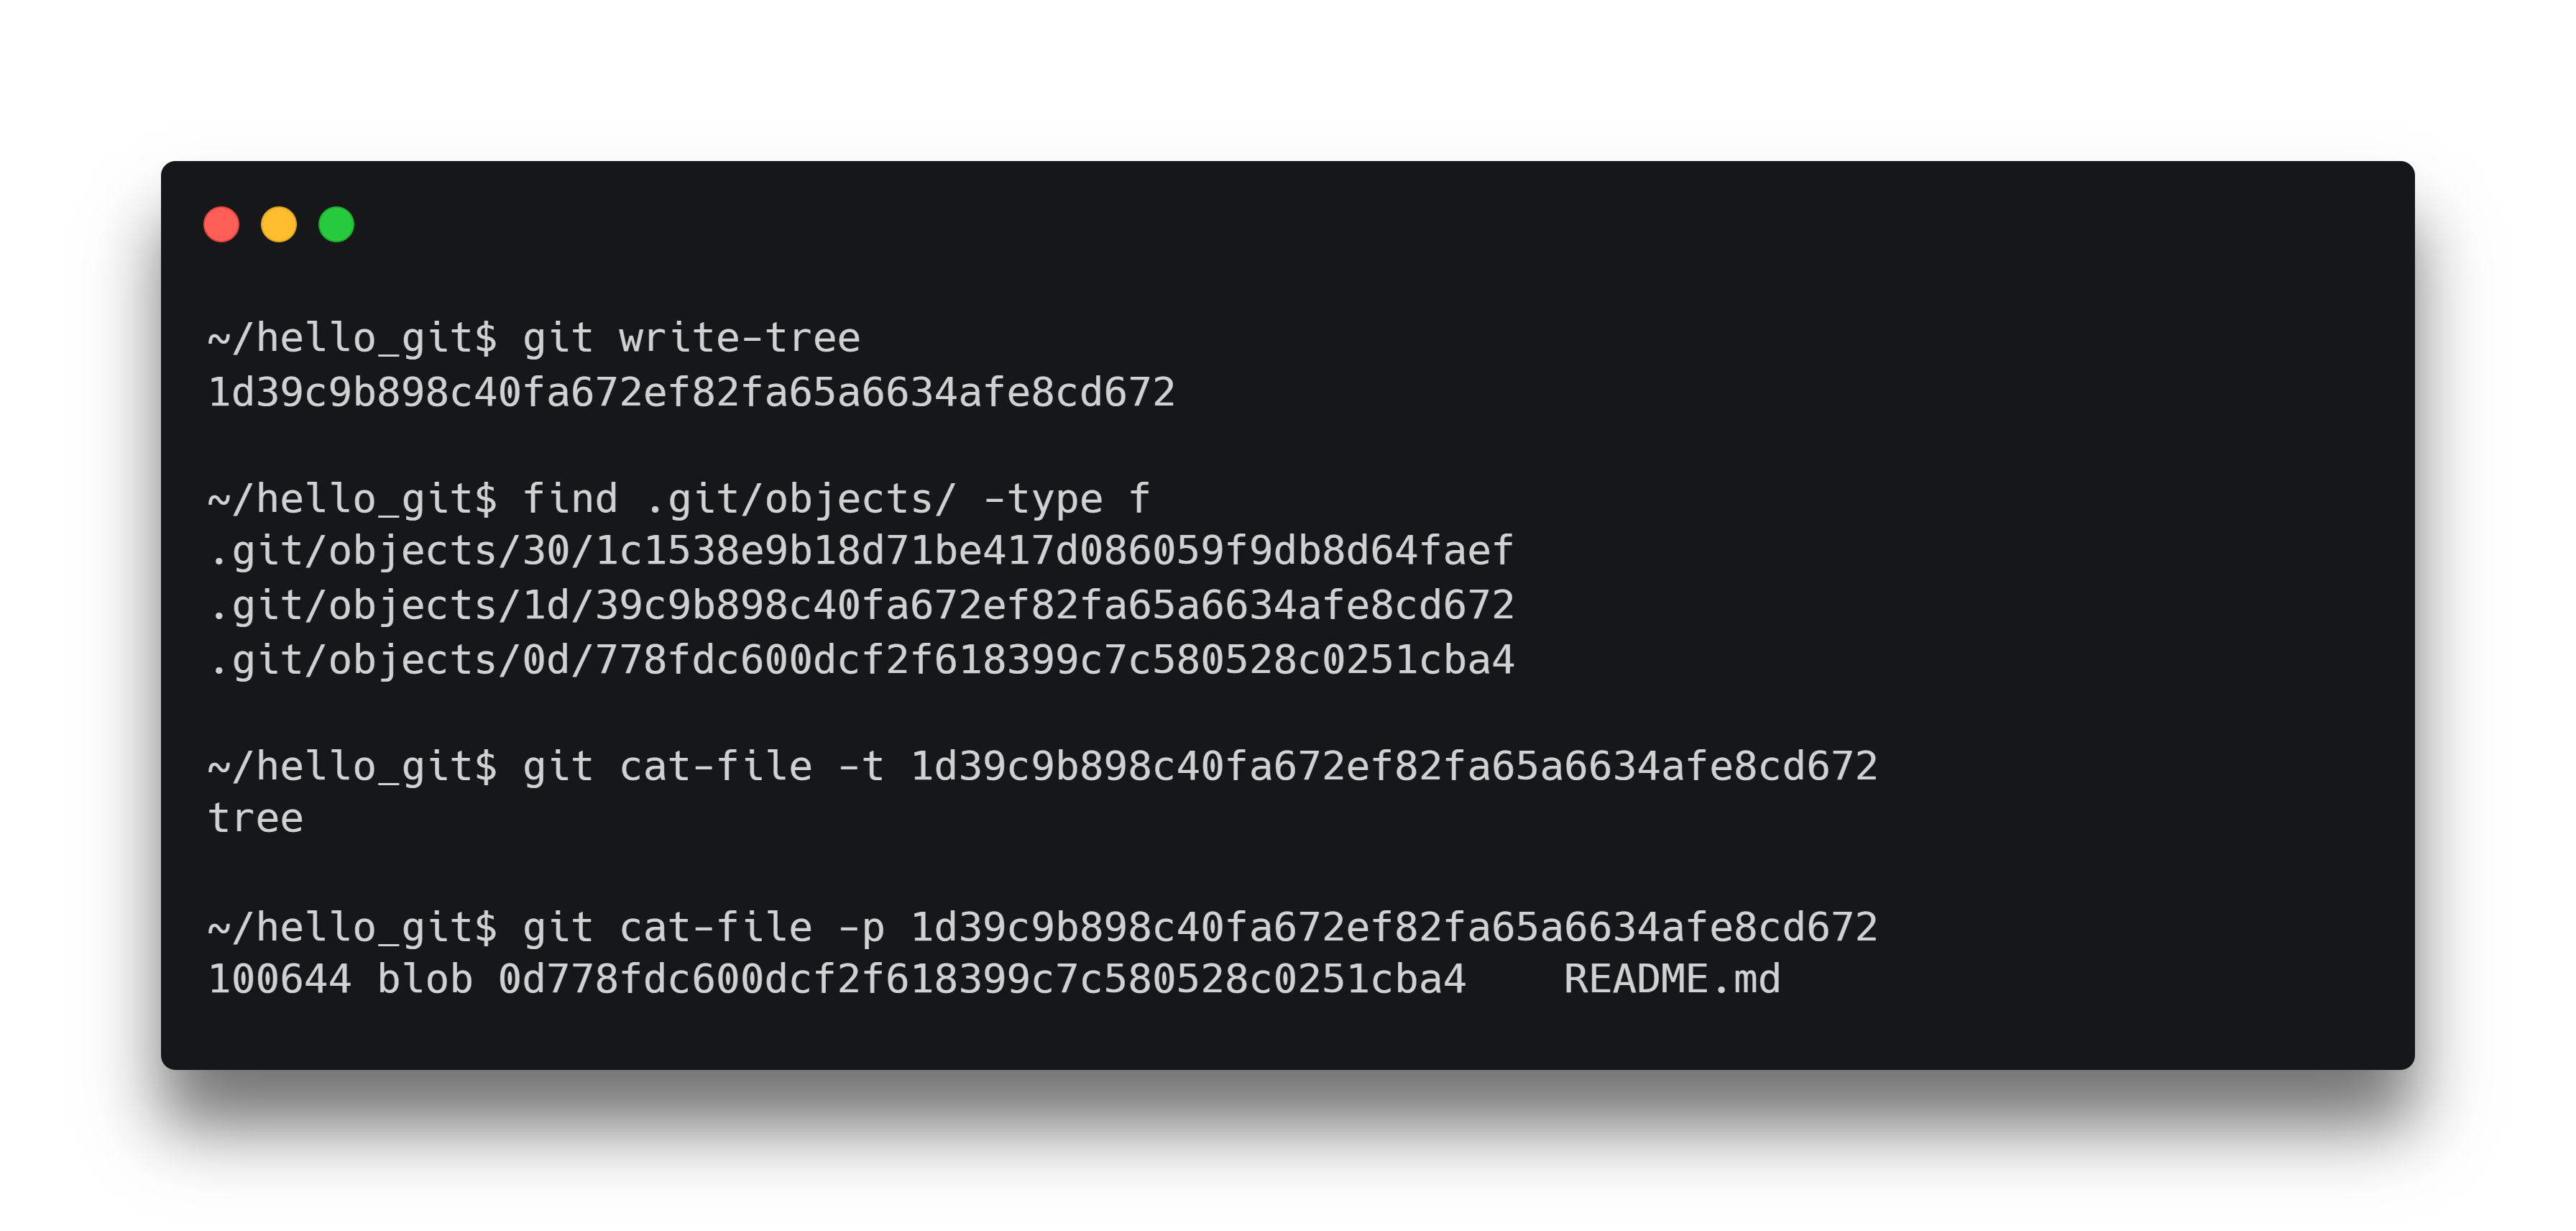 ~/hello_git$ git write-tree
1d39c9b898c40fa672ef82fa65a6634afe8cd672
~/hello_git$ find .git/objects/ -type f
.git/objects/30/1c1538e9b18d71be417d086059f9db8d64faef
.git/objects/1d/39c9b898c40fa672ef82fa65a6634afe8cd672
.git/objects/0d/778fdc600dcf2f618399c7c580528c0251cba4
~/hello_git$ git cat-file -t 1d39c9b898c40fa672ef82fa65a6634afe8cd672
tree
~/hello_git$ git cat-file -p 1d39c9b898c40fa672ef82fa65a6634afe8cd672
100644 blob 0d778fdc600dcf2f618399c7c580528c0251cba4    README.md